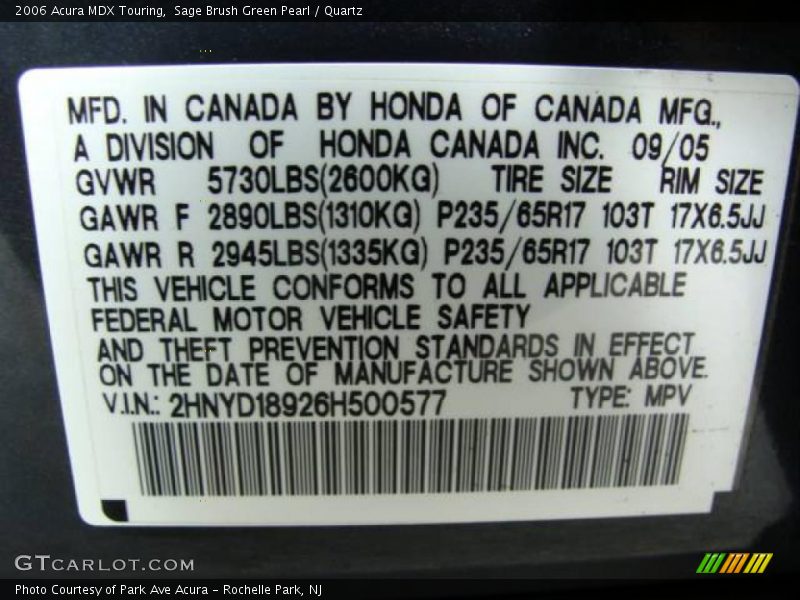 2006 Acura MDX Touring,  Sage Brush Green Pearl / Quartz
MFD. IN CANADA BY HONDA OF CANADA MFG.,
A DIVISION OF HONDA CANADA INC. 09/05
GVWR 5730LBS(2600KG) TIRE SIZE RIM SIZE
GAWR F 2890LBS(1310KG) P235/65R17 103T 17X6.5JJ
GAWR R 2945LBS(1335KG) P235/65R17 103T 17X6.5JJ
THIS VEHICLE CONFORMS TO ALL APPLICABLE
FEDERAL MOTOR VEHICLE SAFETY
AND THEFT PREVENTION STANDARDS IN EFFECT
ON THE DATE OF MANUFACTURE SHOWN ABOVE.
V.I.N.: 2HNYD18926H500577 TYPE: MPV
GTCARLOT.COM
Photo Courtesy of Park Ave Acura - Rochelle Park, NJ